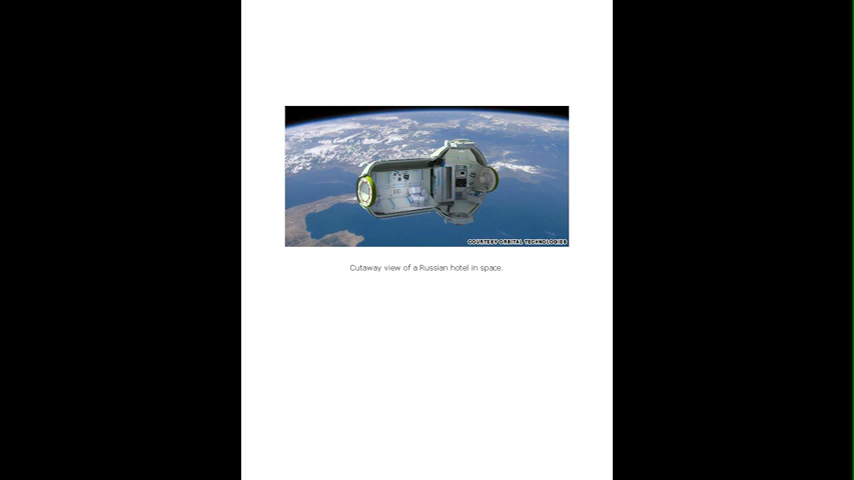 COURTESY ORBITAL TECHNOLOGIES
Cutaway view of a Russian hotel in space.